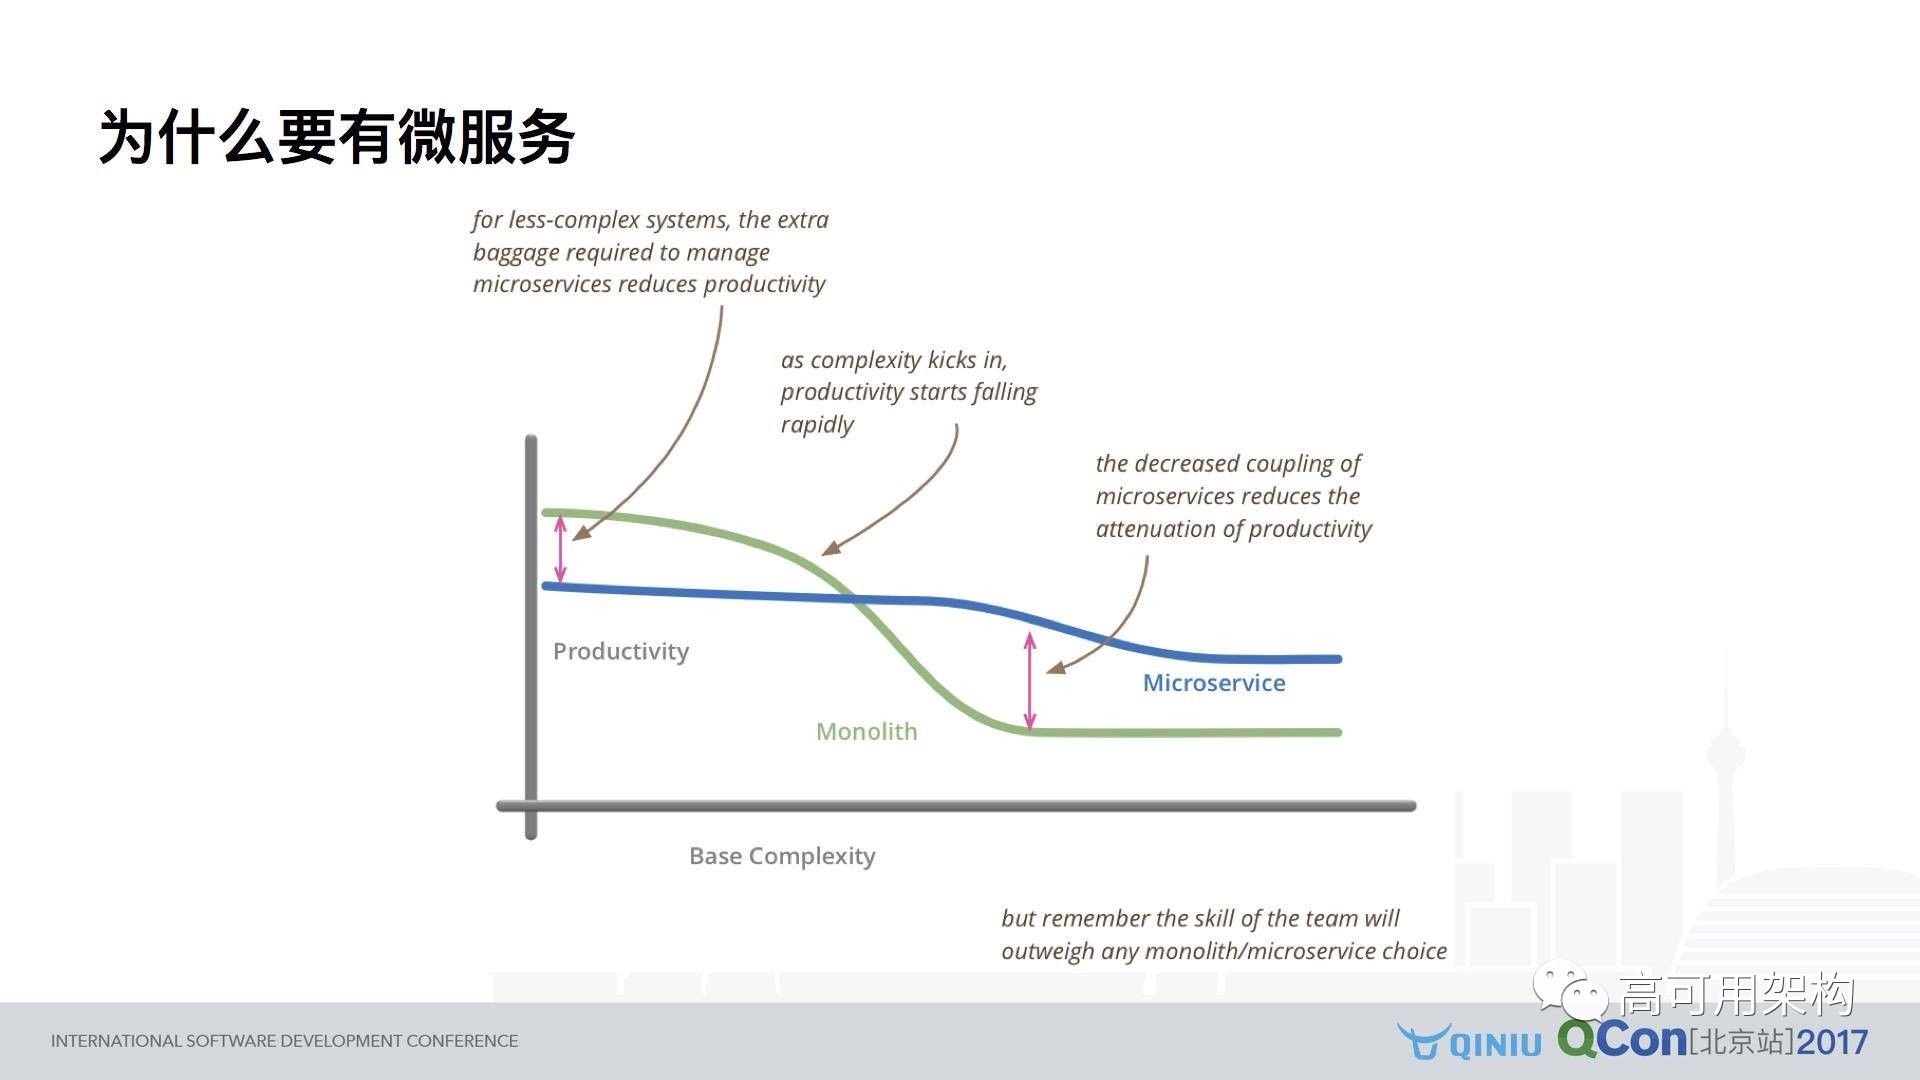 为什么要有微服务
for less-complex systems, the extra
baggage required to manage
microservices reduces productivity
as complexity kicks in,
productivity starts falling
rapidly
the decreased coupling of
microservices reduces the
attenuation of productivity
Productivity
Microservice
Monolith
Base Complexity
but remember the skill of the team will
outweigh any monolith/microservice choice
高可用架构
INTERNATIONAL SOFTWARE DEVELOPMENT CONFERENCE
QINIU
QCon[北京站]2017